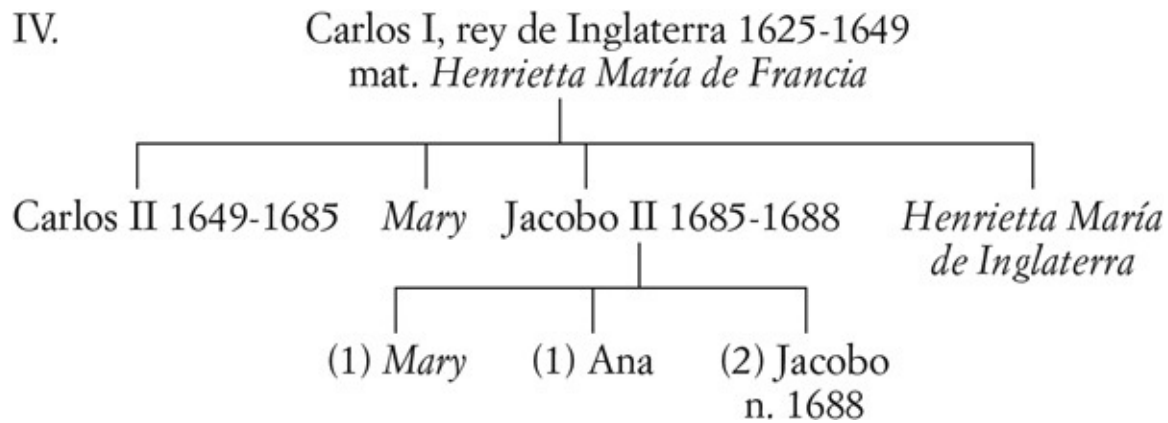 IV.
Carlos I, rey de Inglaterra 1625-1649
mat. Henrietta María de Francia
Carlos II 1649-1685
Mary
Jacobo II 1685-1688
Henrietta María
de Inglaterra
(1) Mary
(1) Ana
(2) Jacobo
n. 1688